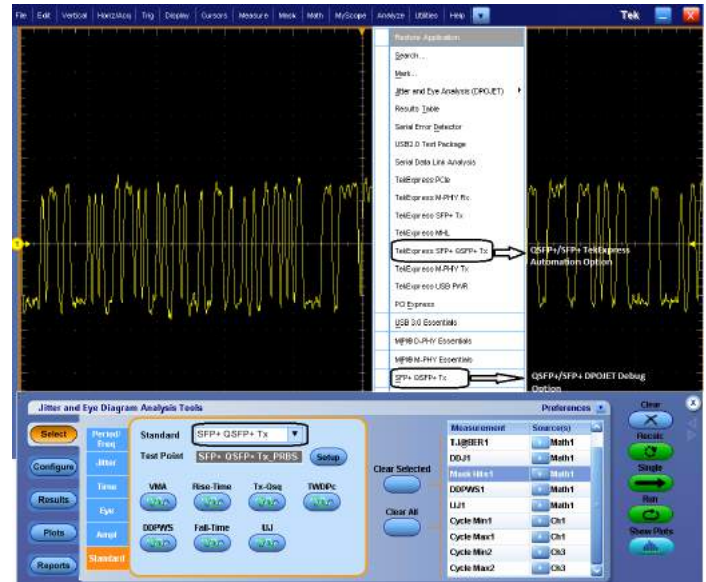 File Edit Vertical Horiz/Acq Trig Display Cursors Measure Mask Math MyScope Analyze Utilities Help Tek
Restore Application
Search...
Mark...
Jitter and Eye Analysis (DPOJET)
Results Table
Serial Error Detector
USB2.0 Test Package
Serial Data Link Analysis
TekExpress PCIe
TekExpress M-PHY Rx
TekExpress SFP+ Tx
TekExpress MHL
TekExpress SFP+ QSFP+ Tx
QSFP+/SFP+ TekExpress
Automation Option
TekExpress M-PHY Tx
TekExpress USB PWR
PCI Express
USB 3.0 Essentials
MIPI® D-PHY Essentials
MIPI® M-PHY Essentials
SFP+ QSFP+ Tx
QSFP+/SFP+ DPOJET Debug
Option
Jitter and Eye Diagram Analysis Tools
Preferences
Clear
Select
Configure
Results
Plots
Reports
Period/
Freq
Jitter
Time
Eye
Ampl
Standard
Standard SFP+ QSFP+ Tx
Test Point SFP+ QSFP+ Tx_PRBS Setup
VMA Rise-Time Tx-Qsq TWDPc
DDPWS Fall-Time UJ
Clear Selected
Clear All
Measurement Source(s)
TJ@BER1 Math1
DDJ1 Math1
Mask Hits1 Math1
DDPWS1 Math1
UJ1 Math1
Cycle Min1 Ch1
Cycle Max1 Ch1
Cycle Min2 Ch3
Cycle Max2 Ch3
Recalc
Single
Run
Show Plots